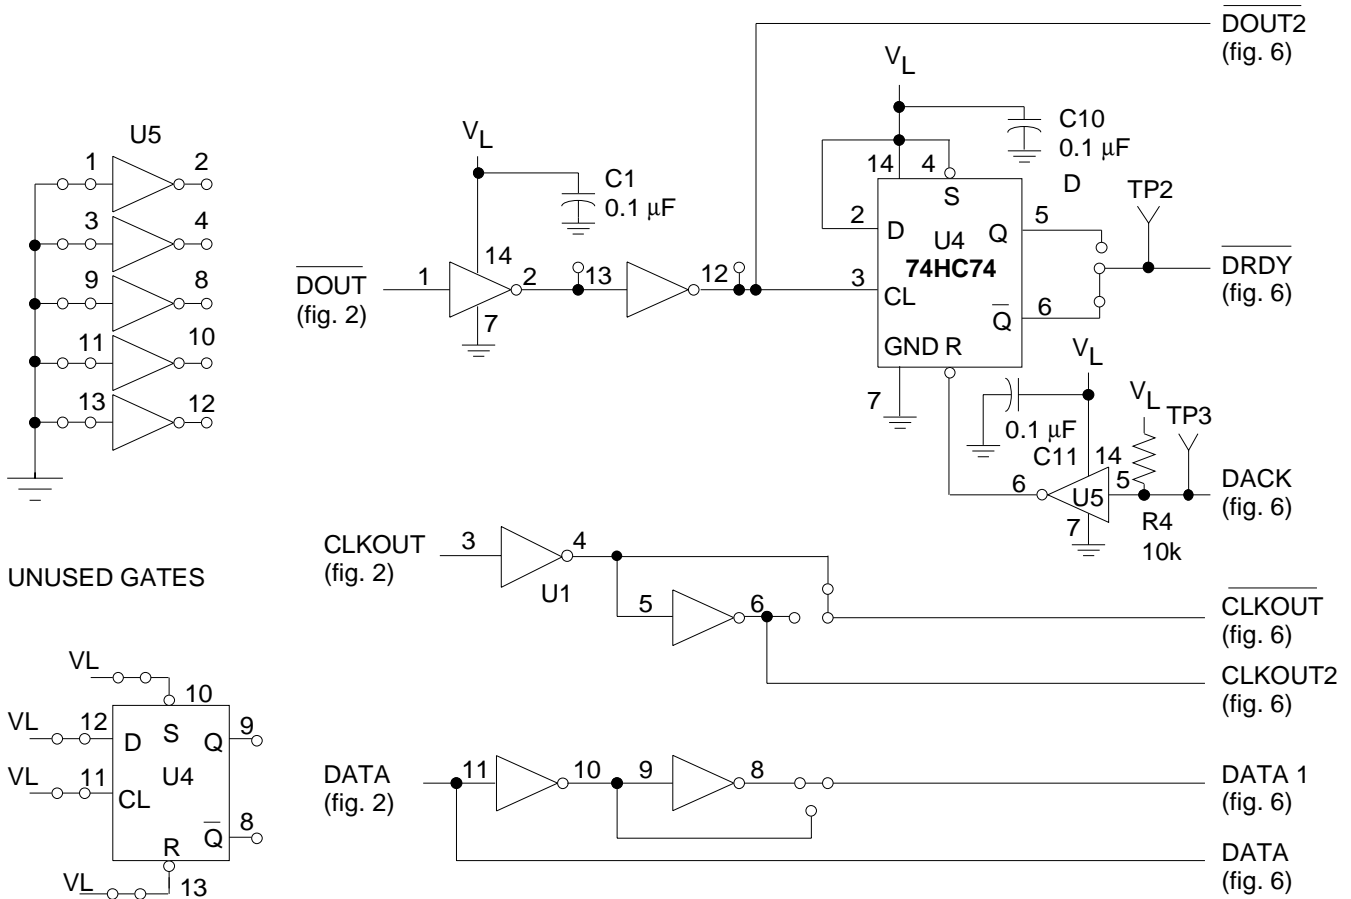 DOUT2
(fig. 6)
VL
C10
0.1 µF
D
14
4
S
2
D
U4
74HC74
Q
5
3
CL
Q
6
GND R
7
TP2
DRDY
(fig. 6)
U5
1
2
3
4
9
8
11
10
13
12
VL
C1
0.1 µF
14
DOUT
(fig. 2)
1
2
7
13
12
VL
0.1 µF
C11
VL
TP3
14
6
U5
5
7
R4
10k
DACK
(fig. 6)
UNUSED GATES
CLKOUT
(fig. 2)
3
4
U1
5
6
CLKOUT
(fig. 6)
CLKOUT2
(fig. 6)
VL
10
VL
12
D
S
Q
9
VL
11
CL
U4
Q
8
R
VL
13
DATA
(fig. 2)
11
10
9
8
DATA 1
(fig. 6)
DATA
(fig. 6)